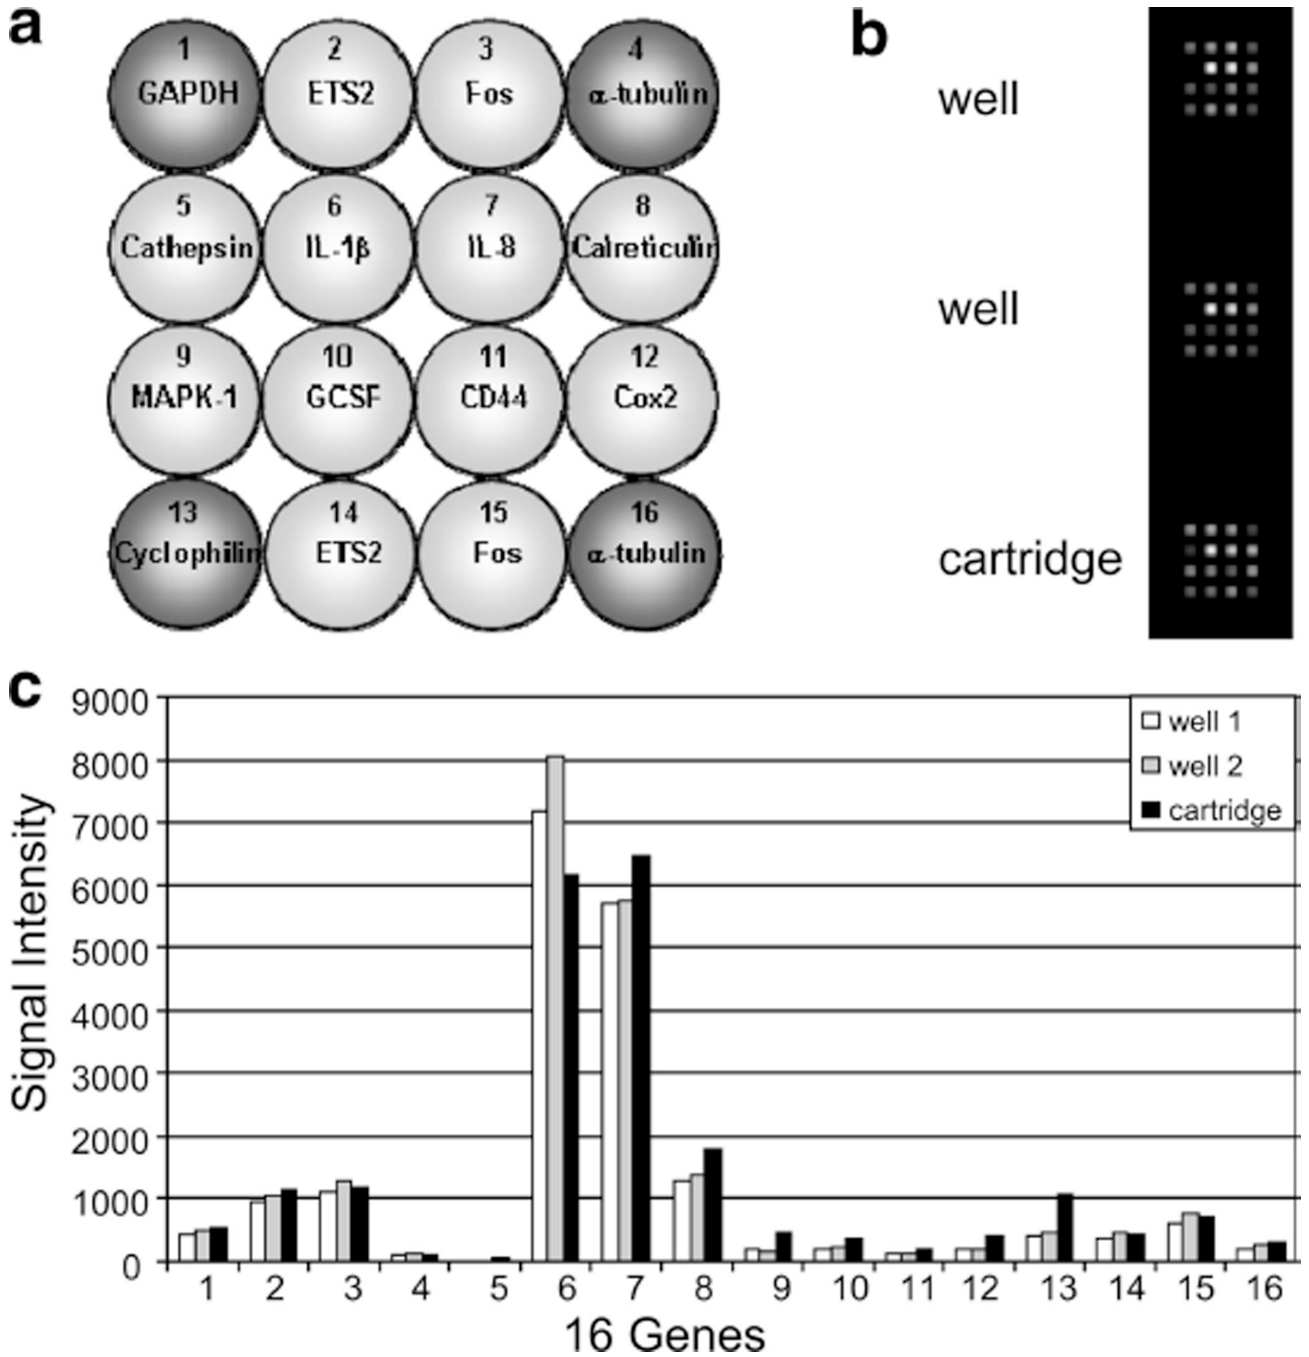 a
1 2 3 4
GAPDH ETS2 Fos α-tubulin
5 6 7 8
Cathepsin IL-1β IL-8 Calreticulin
9 10 11 12
MAPK-1 GCSF CD44 Cox2
13 14 15 16
Cyclophilin ETS2 Fos α-tubulin
b
well
well
cartridge
c
9000
8000
7000
6000
5000
4000
3000
2000
1000
0
Signal Intensity
well 1
well 2
cartridge
1 2 3 4 5 6 7 8 9 10 11 12 13 14 15 16
16 Genes